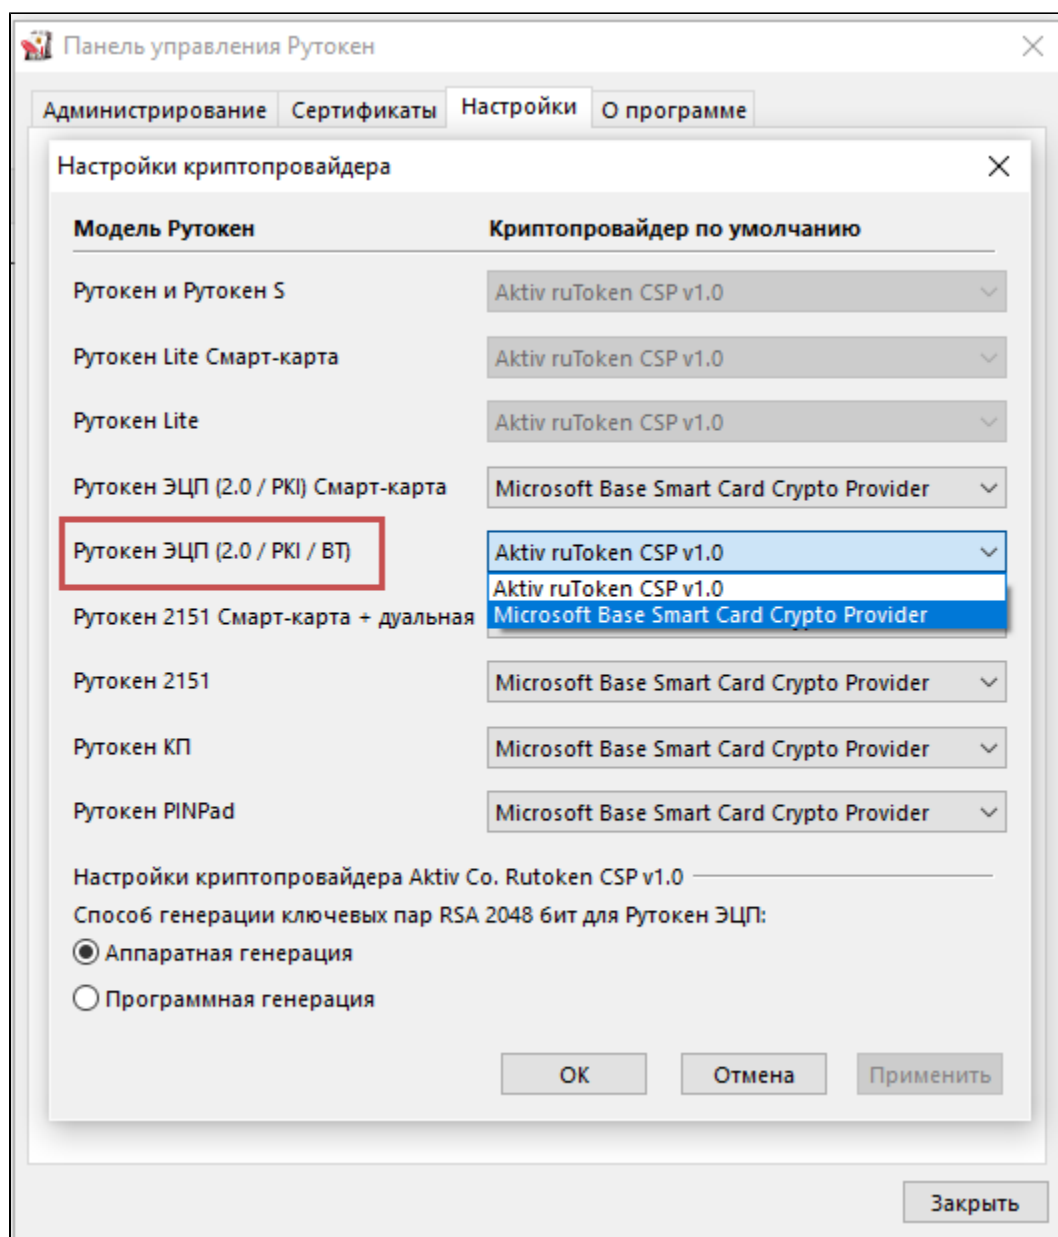 Панель управления Рутокен
Администрирование Сертификаты Настройки О программе
Настройки криптопровайдера
Модель Рутокен Криптопровайдер по умолчанию
Рутокен и Рутокен S Aktiv ruToken CSP v1.0
Рутокен Lite Смарт-карта Aktiv ruToken CSP v1.0
Рутокен Lite Aktiv ruToken CSP v1.0
Рутокен ЭЦП (2.0 / PKI) Смарт-карта Microsoft Base Smart Card Crypto Provider
Рутокен ЭЦП (2.0 / PKI / BT) Aktiv ruToken CSP v1.0
Aktiv ruToken CSP v1.0
Рутокен 2151 Смарт-карта + дуальная Microsoft Base Smart Card Crypto Provider
Рутокен 2151 Microsoft Base Smart Card Crypto Provider
Рутокен КП Microsoft Base Smart Card Crypto Provider
Рутокен PINPad Microsoft Base Smart Card Crypto Provider
Настройки криптопровайдера Aktiv Co. Rutoken CSP v1.0
Способ генерации ключевых пар RSA 2048 бит для Рутокен ЭЦП:
Аппаратная генерация
Программная генерация
ОК Отмена Применить
Закрыть